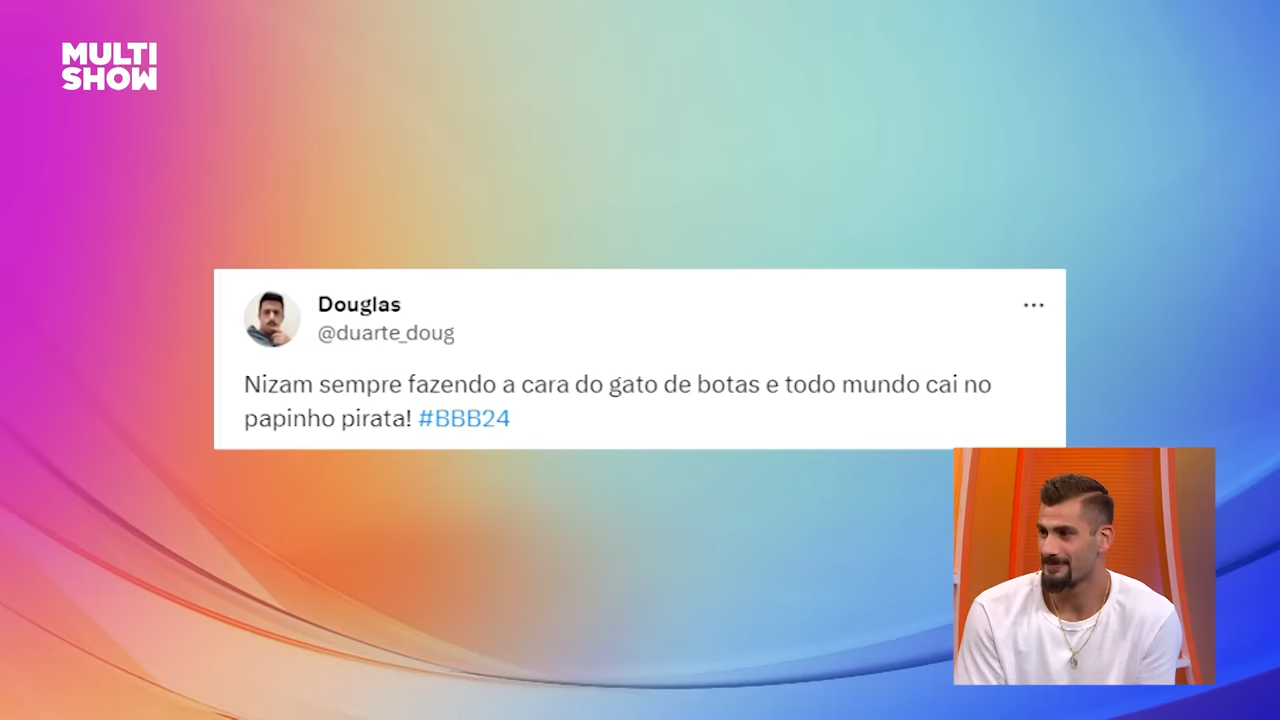 MULTI
SHOW
Douglas
@duarte_doug
Nizam sempre fazendo a cara do gato de botas e todo mundo cai no
papinho pirata! #BBB24